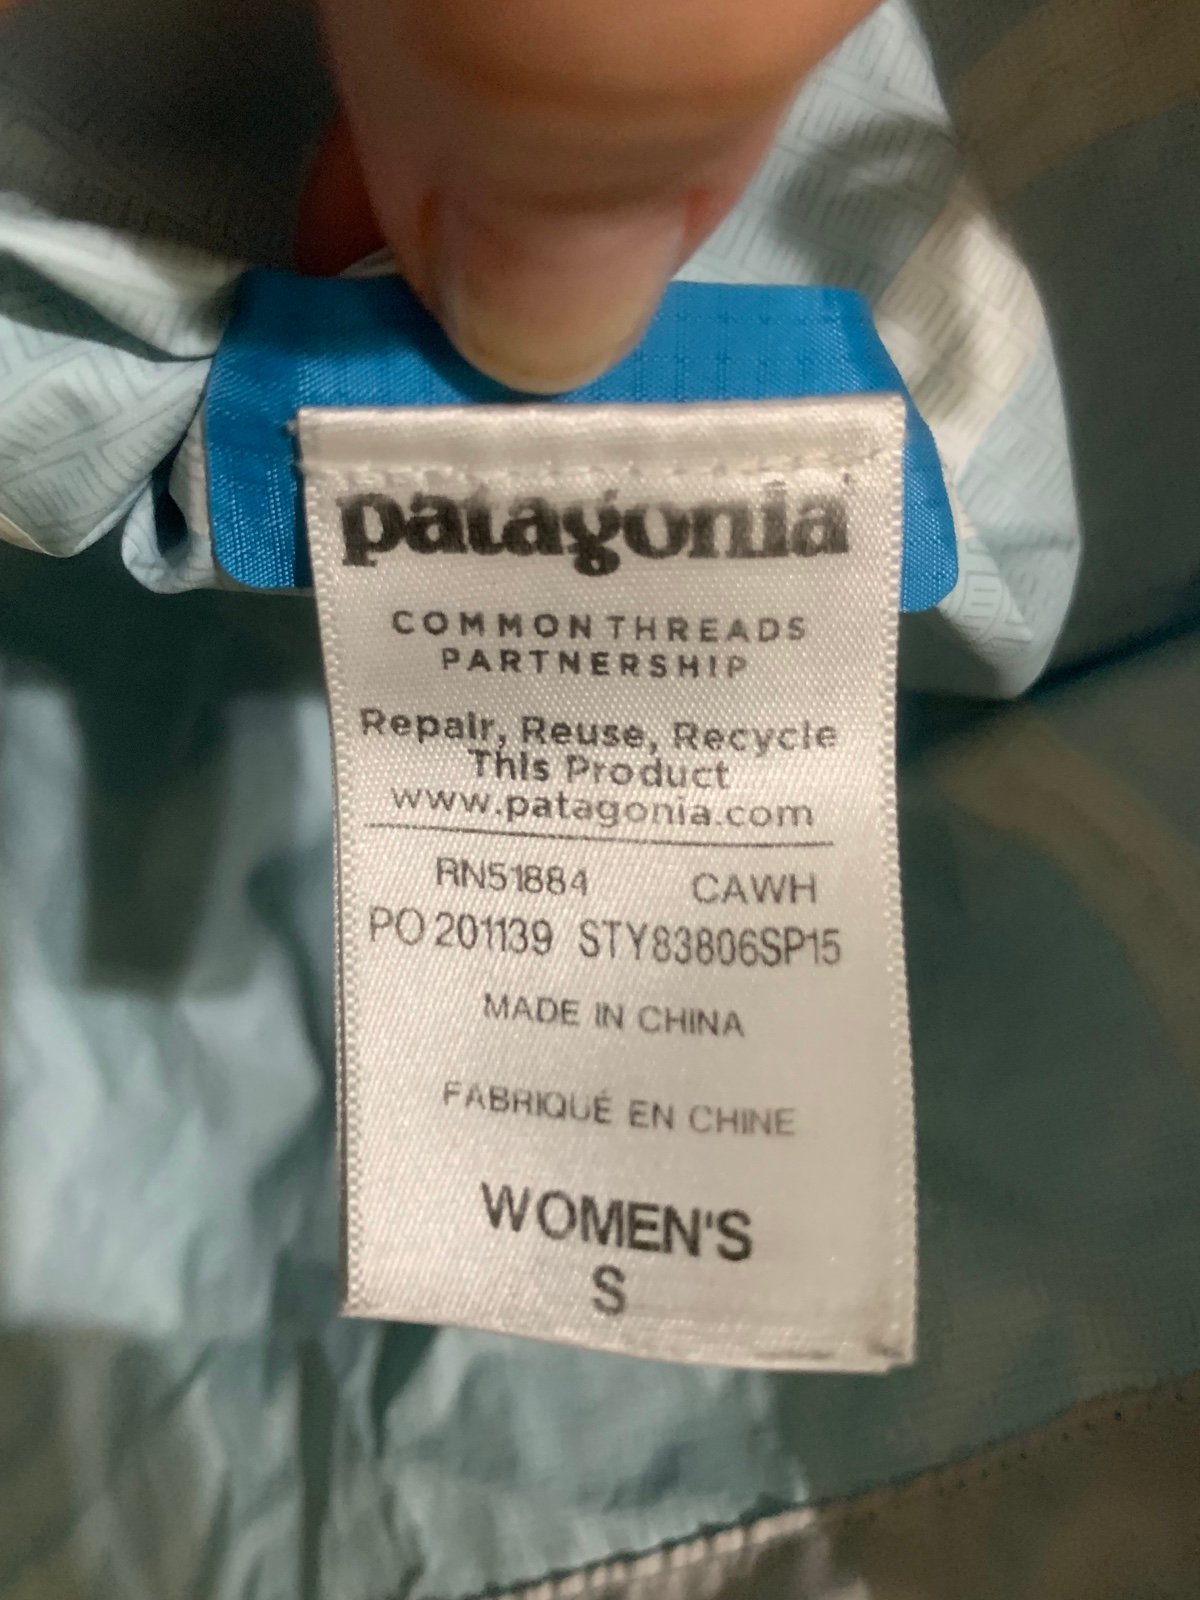 patagonia
COMMON THREADS
PARTNERSHIP
Repair, Reuse, Recycle
This Product
www.patagonia.com
RN51884 CAWH
PO 201139 STY83806SP15
MADE IN CHINA
FABRIQUÉ EN CHINE
WOMEN'S
S